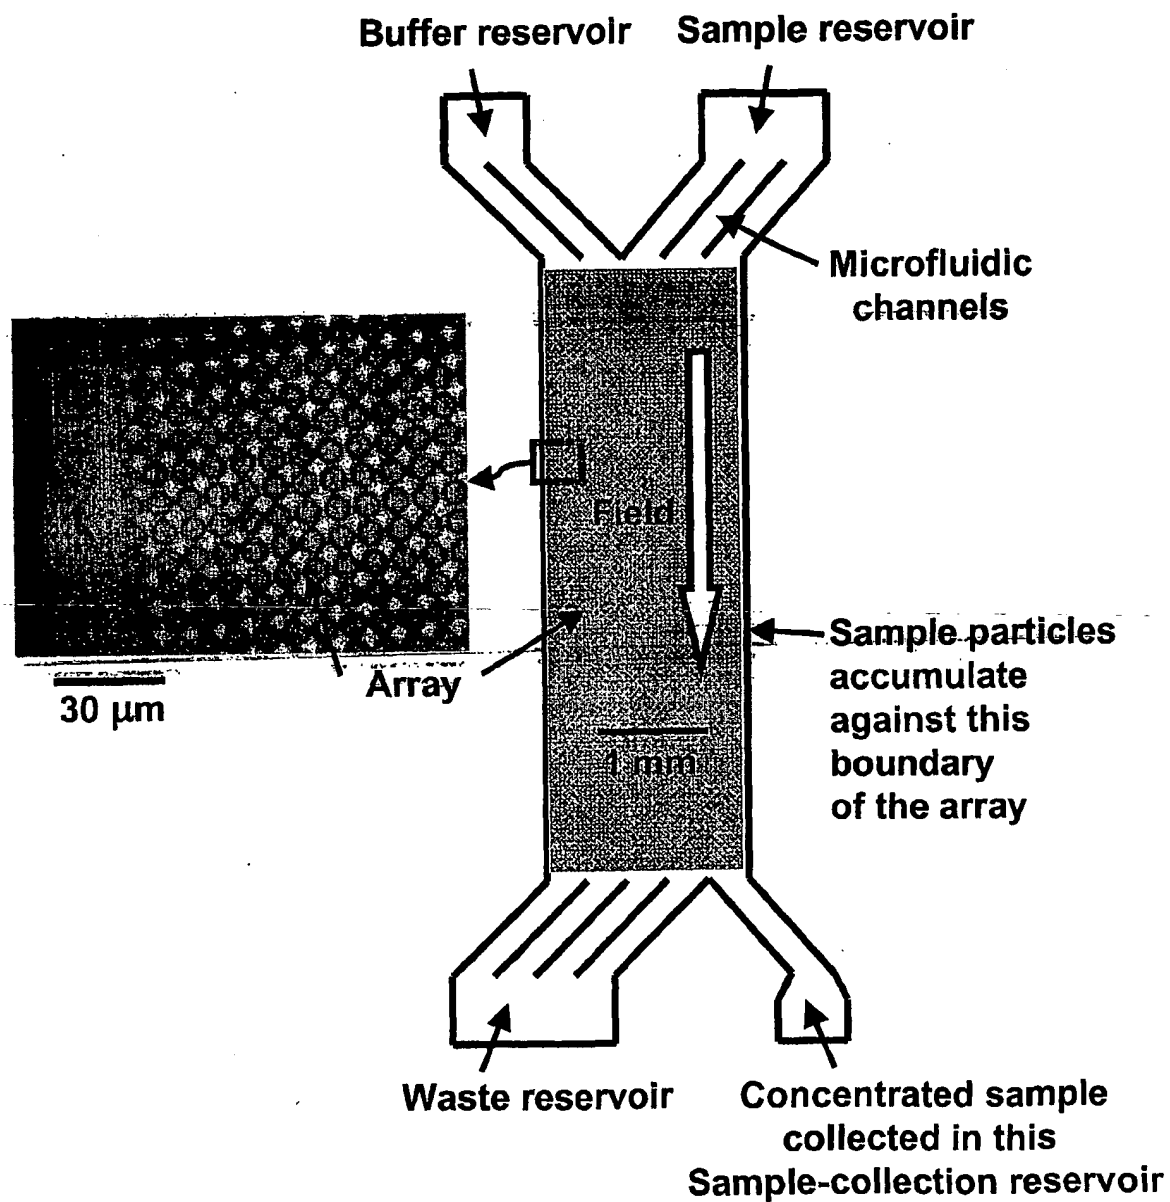 Buffer reservoir
Sample reservoir
Microfluidic
channels
Field
Sample particles
accumulate
against this
boundary
of the array
Array
30 µm
1 mm
Waste reservoir
Concentrated sample
collected in this
Sample-collection reservoir